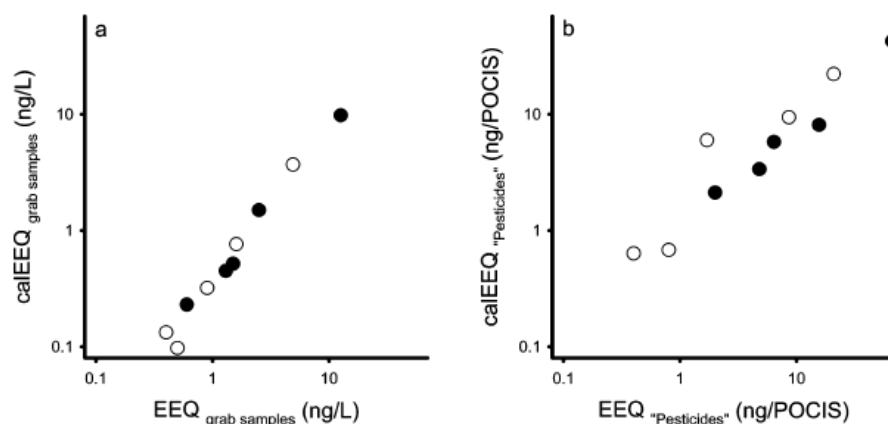 a
calEEQ grab samples (ng/L)
10
1
0.1
0.1
1
10
EEQ grab samples (ng/L)
b
calEEQ "Pesticides" (ng/POCIS)
10
1
0.1
0.1
1
10
EEQ "Pesticides" (ng/POCIS)